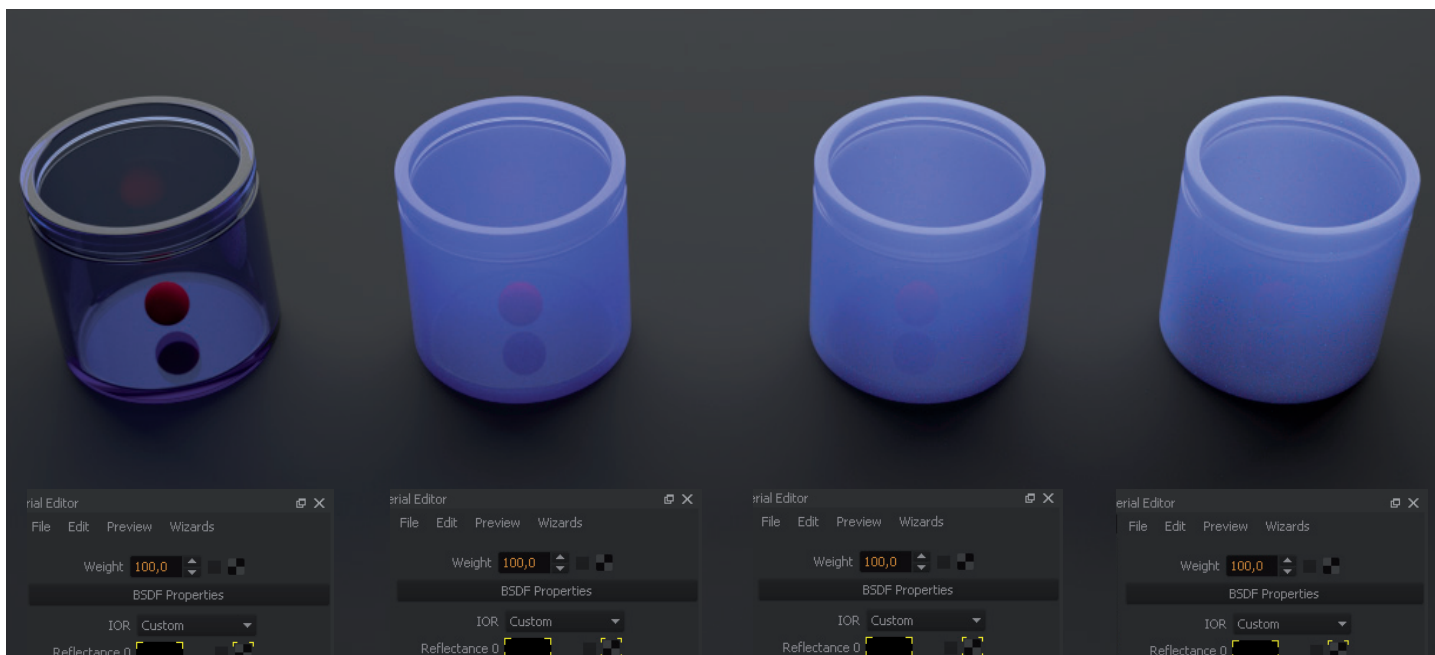 rial Editor
File Edit Preview Wizards
Weight 100,0
BSDF Properties
IOR Custom
Reflectance 0
erial Editor
File Edit Preview Wizards
Weight 100,0
BSDF Properties
IOR Custom
Reflectance 0
erial Editor
File Edit Preview Wizards
Weight 100,0
BSDF Properties
IOR Custom
Reflectance 0
erial Editor
File Edit Preview Wizards
Weight 100,0
BSDF Properties
IOR Custom
Reflectance 0